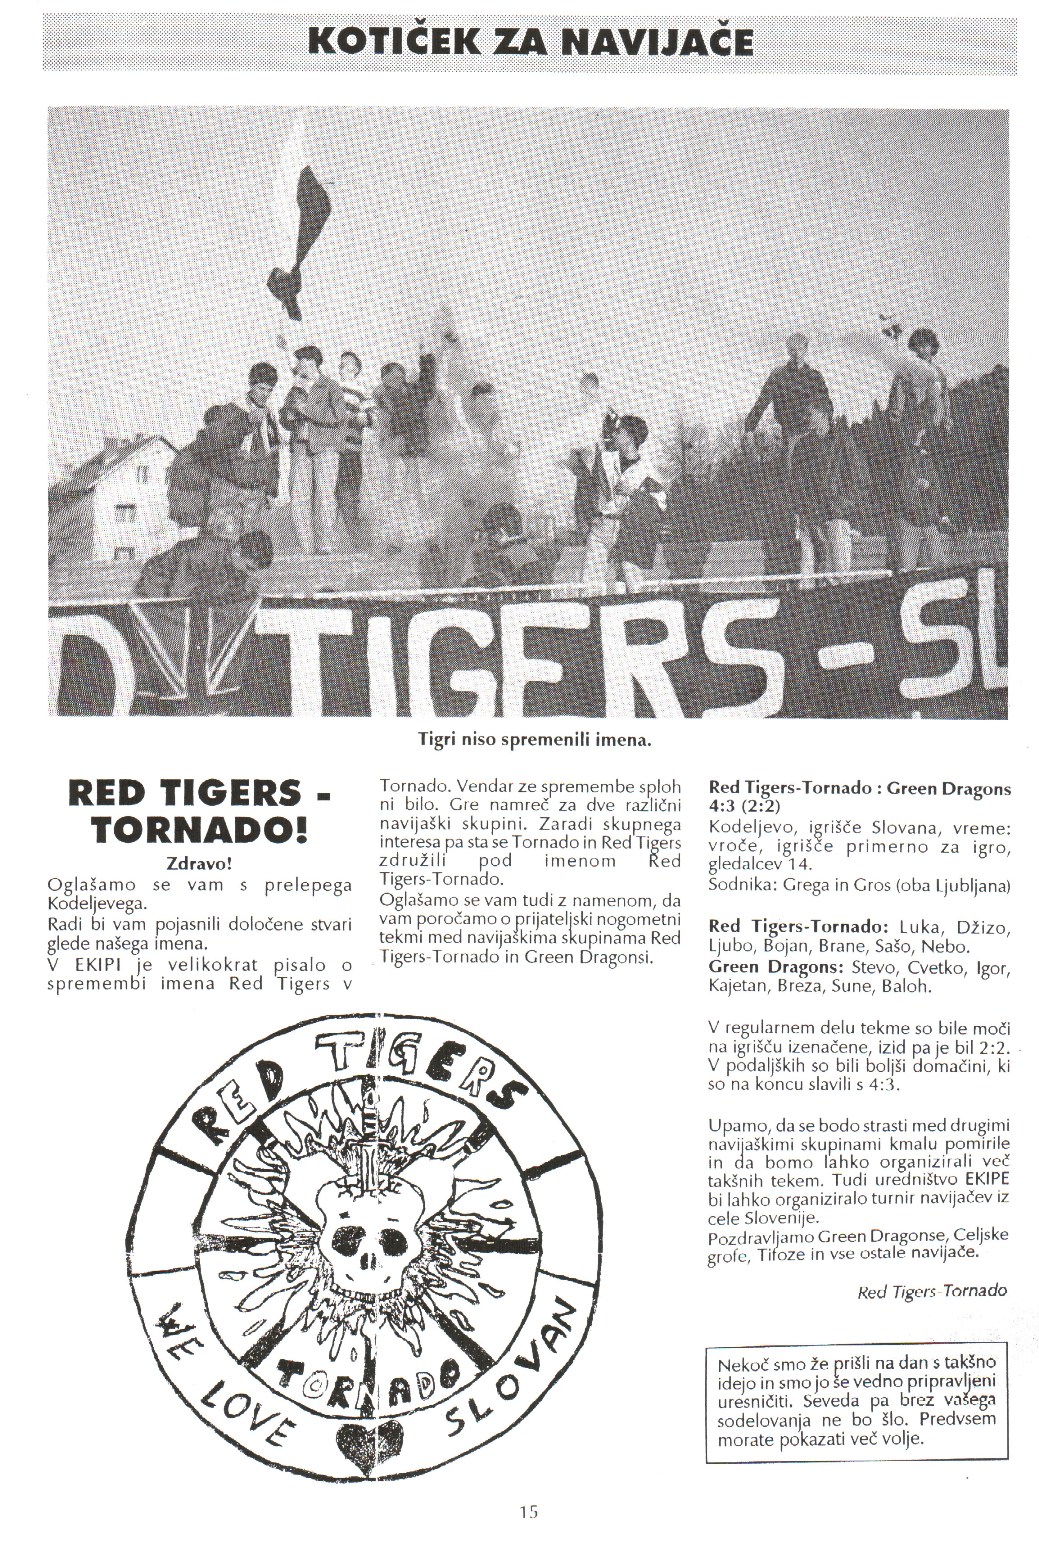 KOTIČEK ZA NAVIJAČE
D TIGERS - SL
Tigri niso spremenili imena.
RED TIGERS -
TORNADO!
Zdravo!
Oglašamo se vam s prelepega
Kodeljevega.
Radi bi vam pojasnili določene stvari
glede našega imena.
V EKIPI je velikokrat pisalo o
spremembi imena Red Tigers v
Tornado. Vendar ze spremembe sploh
ni bilo. Gre namreč za dve različni
navijaški skupini. Zaradi skupnega
interesa pa sta se Tornado in Red Tigers
združili pod imenom Red
Tigers-Tornado.
Oglašamo se vam tudi z namenom, da
vam poročamo o prijateljski nogometni
tekmi med navijaškima skupinama Red
Tigers-Tornado in Green Dragonsi.
Red Tigers-Tornado : Green Dragons
4:3 (2:2)
Kodeljevo, igrišče Slovana, vreme:
vroče, igrišče primerno za igro,
gledalcev 14.
Sodnika: Grega in Gros (oba Ljubljana)
Red Tigers-Tornado: Luka, Džizo,
Ljubo, Bojan, Brane, Sašo, Nebo.
Green Dragons: Stevo, Cvetko, Igor,
Kajetan, Breza, Sune, Baloh.
V regularnem delu tekme so bile moči
na igrišču izenačene, izid pa je bil 2:2.
V podaljških so bili boljši domačini, ki
so na koncu slavili s 4:3.
Upamo, da se bodo strasti med drugimi
navijaškimi skupinami kmalu pomirile
in da bomo lahko organizirali več
takšnih tekem. Tudi uredništvo EKIPE
bi lahko organiziralo turnir navijačev iz
cele Slovenije.
Pozdravljamo Green Dragonse, Celjske
grofe, Tifoze in vse ostale navijače.
Red Tigers-Tornado
Nekoč smo že prišli na dan s takšno
idejo in smo jo še vedno pripravljeni
uresničiti. Seveda pa brez vašega
sodelovanja ne bo šlo. Predvsem
morate pokazati več volje.
RED TIGERS
TORNADO
WE LOVE SLOVAN
15